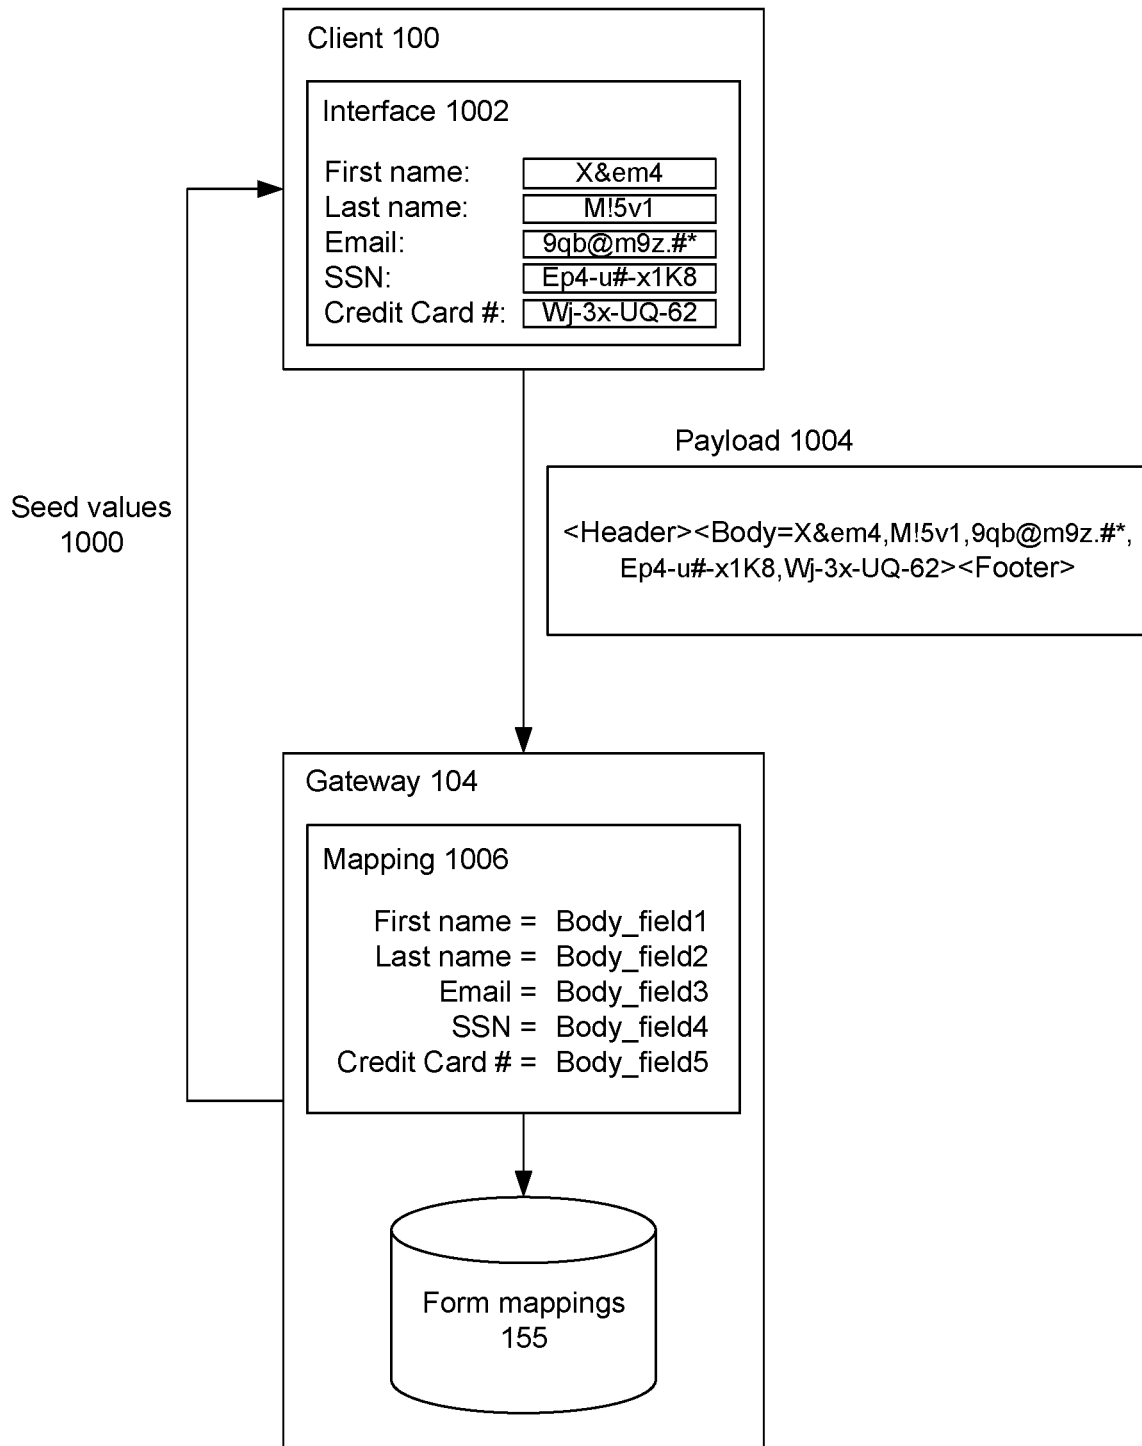 Client 100
Interface 1002
First name: X&em4
Last name: M!5v1
Email: 9qb@m9z.#*
SSN: Ep4-u#-x1K8
Credit Card #: Wj-3x-UQ-62
Payload 1004
<Header><Body=X&em4,M!5v1,9qb@m9z.#*,
Ep4-u#-x1K8,Wj-3x-UQ-62><Footer>
Seed values
1000
Gateway 104
Mapping 1006
First name = Body_field1
Last name = Body_field2
Email = Body_field3
SSN = Body_field4
Credit Card # = Body_field5
Form mappings
155